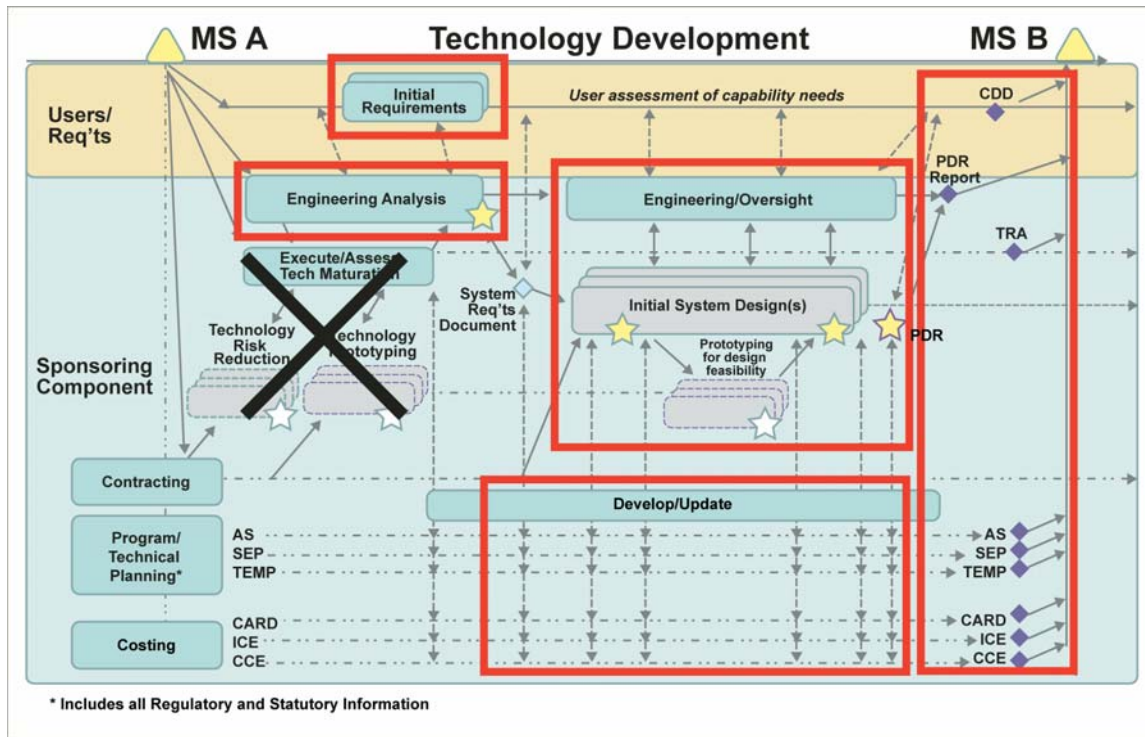 MS A
Technology Development
MS B
Users/
Req'ts
Initial
Requirements
User assessment of capability needs
CDD
Engineering Analysis
Engineering/Oversight
PDR
Report
Execute/Assess
Tech Maturation
TRA
System
Req'ts
Document
Initial System Design(s)
PDR
Technology
Risk
Reduction
Technology
Prototyping
Prototyping
for design
feasibility
Sponsoring
Component
Contracting
Develop/Update
Program/
Technical
Planning*
AS
SEP
TEMP
AS
SEP
TEMP
Costing
CARD
ICE
CCE
CARD
ICE
CCE
* Includes all Regulatory and Statutory Information